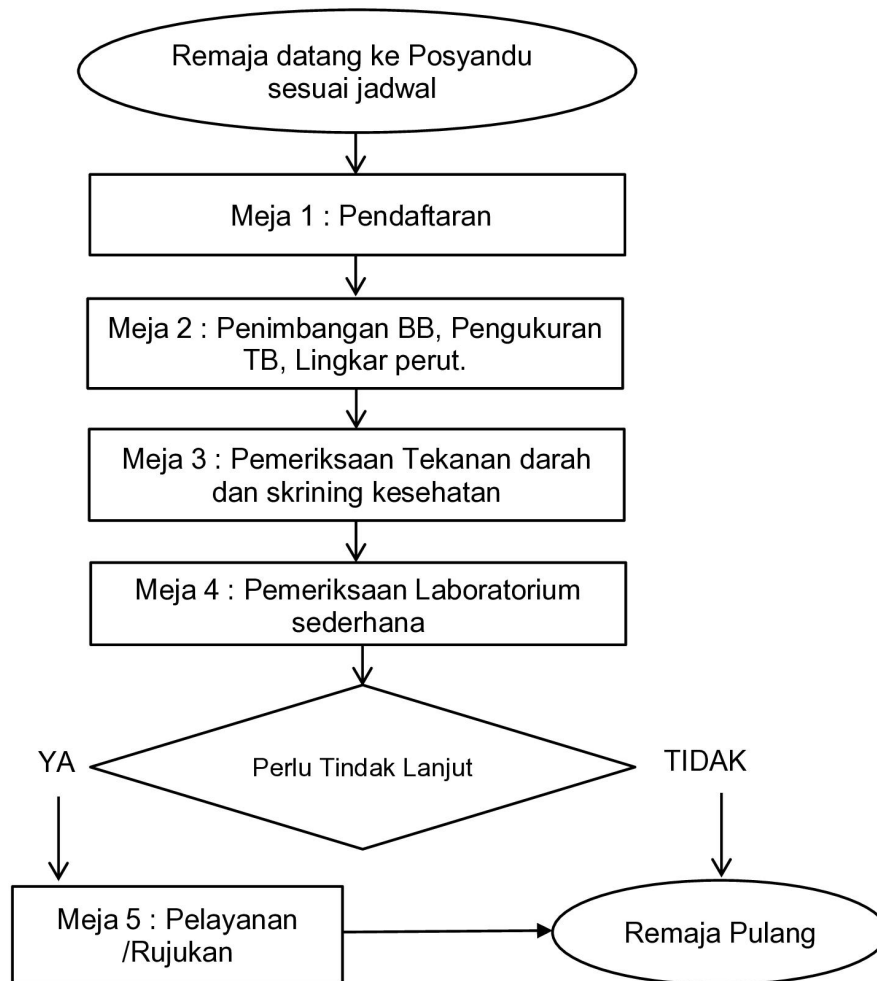 Remaja datang ke Posyandu
sesuai jadwal
Meja 1 : Pendaftaran
Meja 2 : Penimbangan BB, Pengukuran
TB, Lingkar perut.
Meja 3 : Pemeriksaan Tekanan darah
dan skrining kesehatan
Meja 4 : Pemeriksaan Laboratorium
sederhana
YA
Perlu Tindak Lanjut
TIDAK
Meja 5 : Pelayanan
/Rujukan
Remaja Pulang